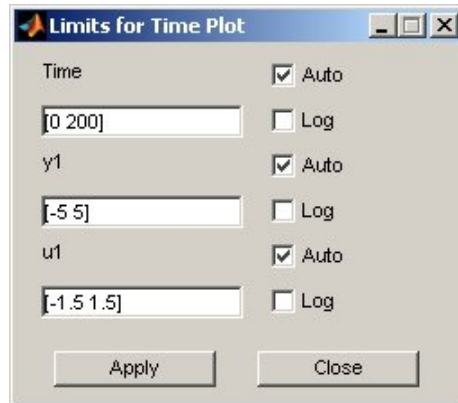 Limits for Time Plot
Time
Auto
[0 200]
Log
y1
Auto
[-5 5]
Log
u1
Auto
[-1.5 1.5]
Log
Apply Close